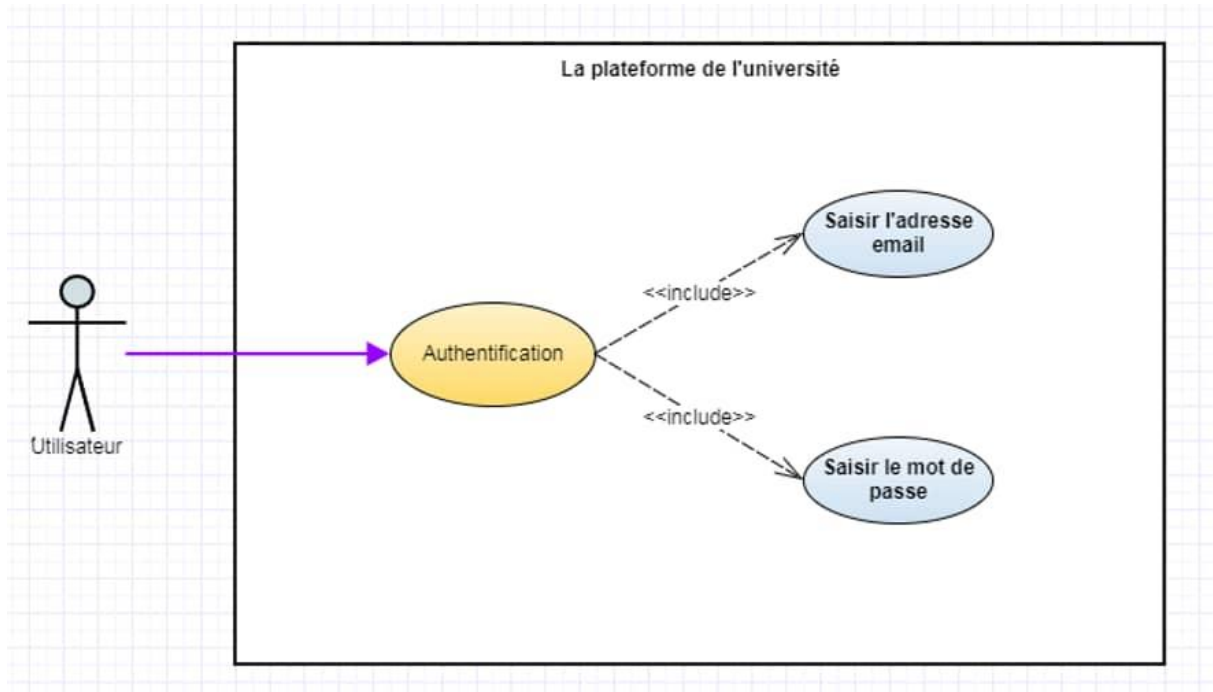 La plateforme de l'université
Saisir l'adresse
email
<<include>>
Authentification
<<include>>
Utilisateur
Saisir le mot de
passe